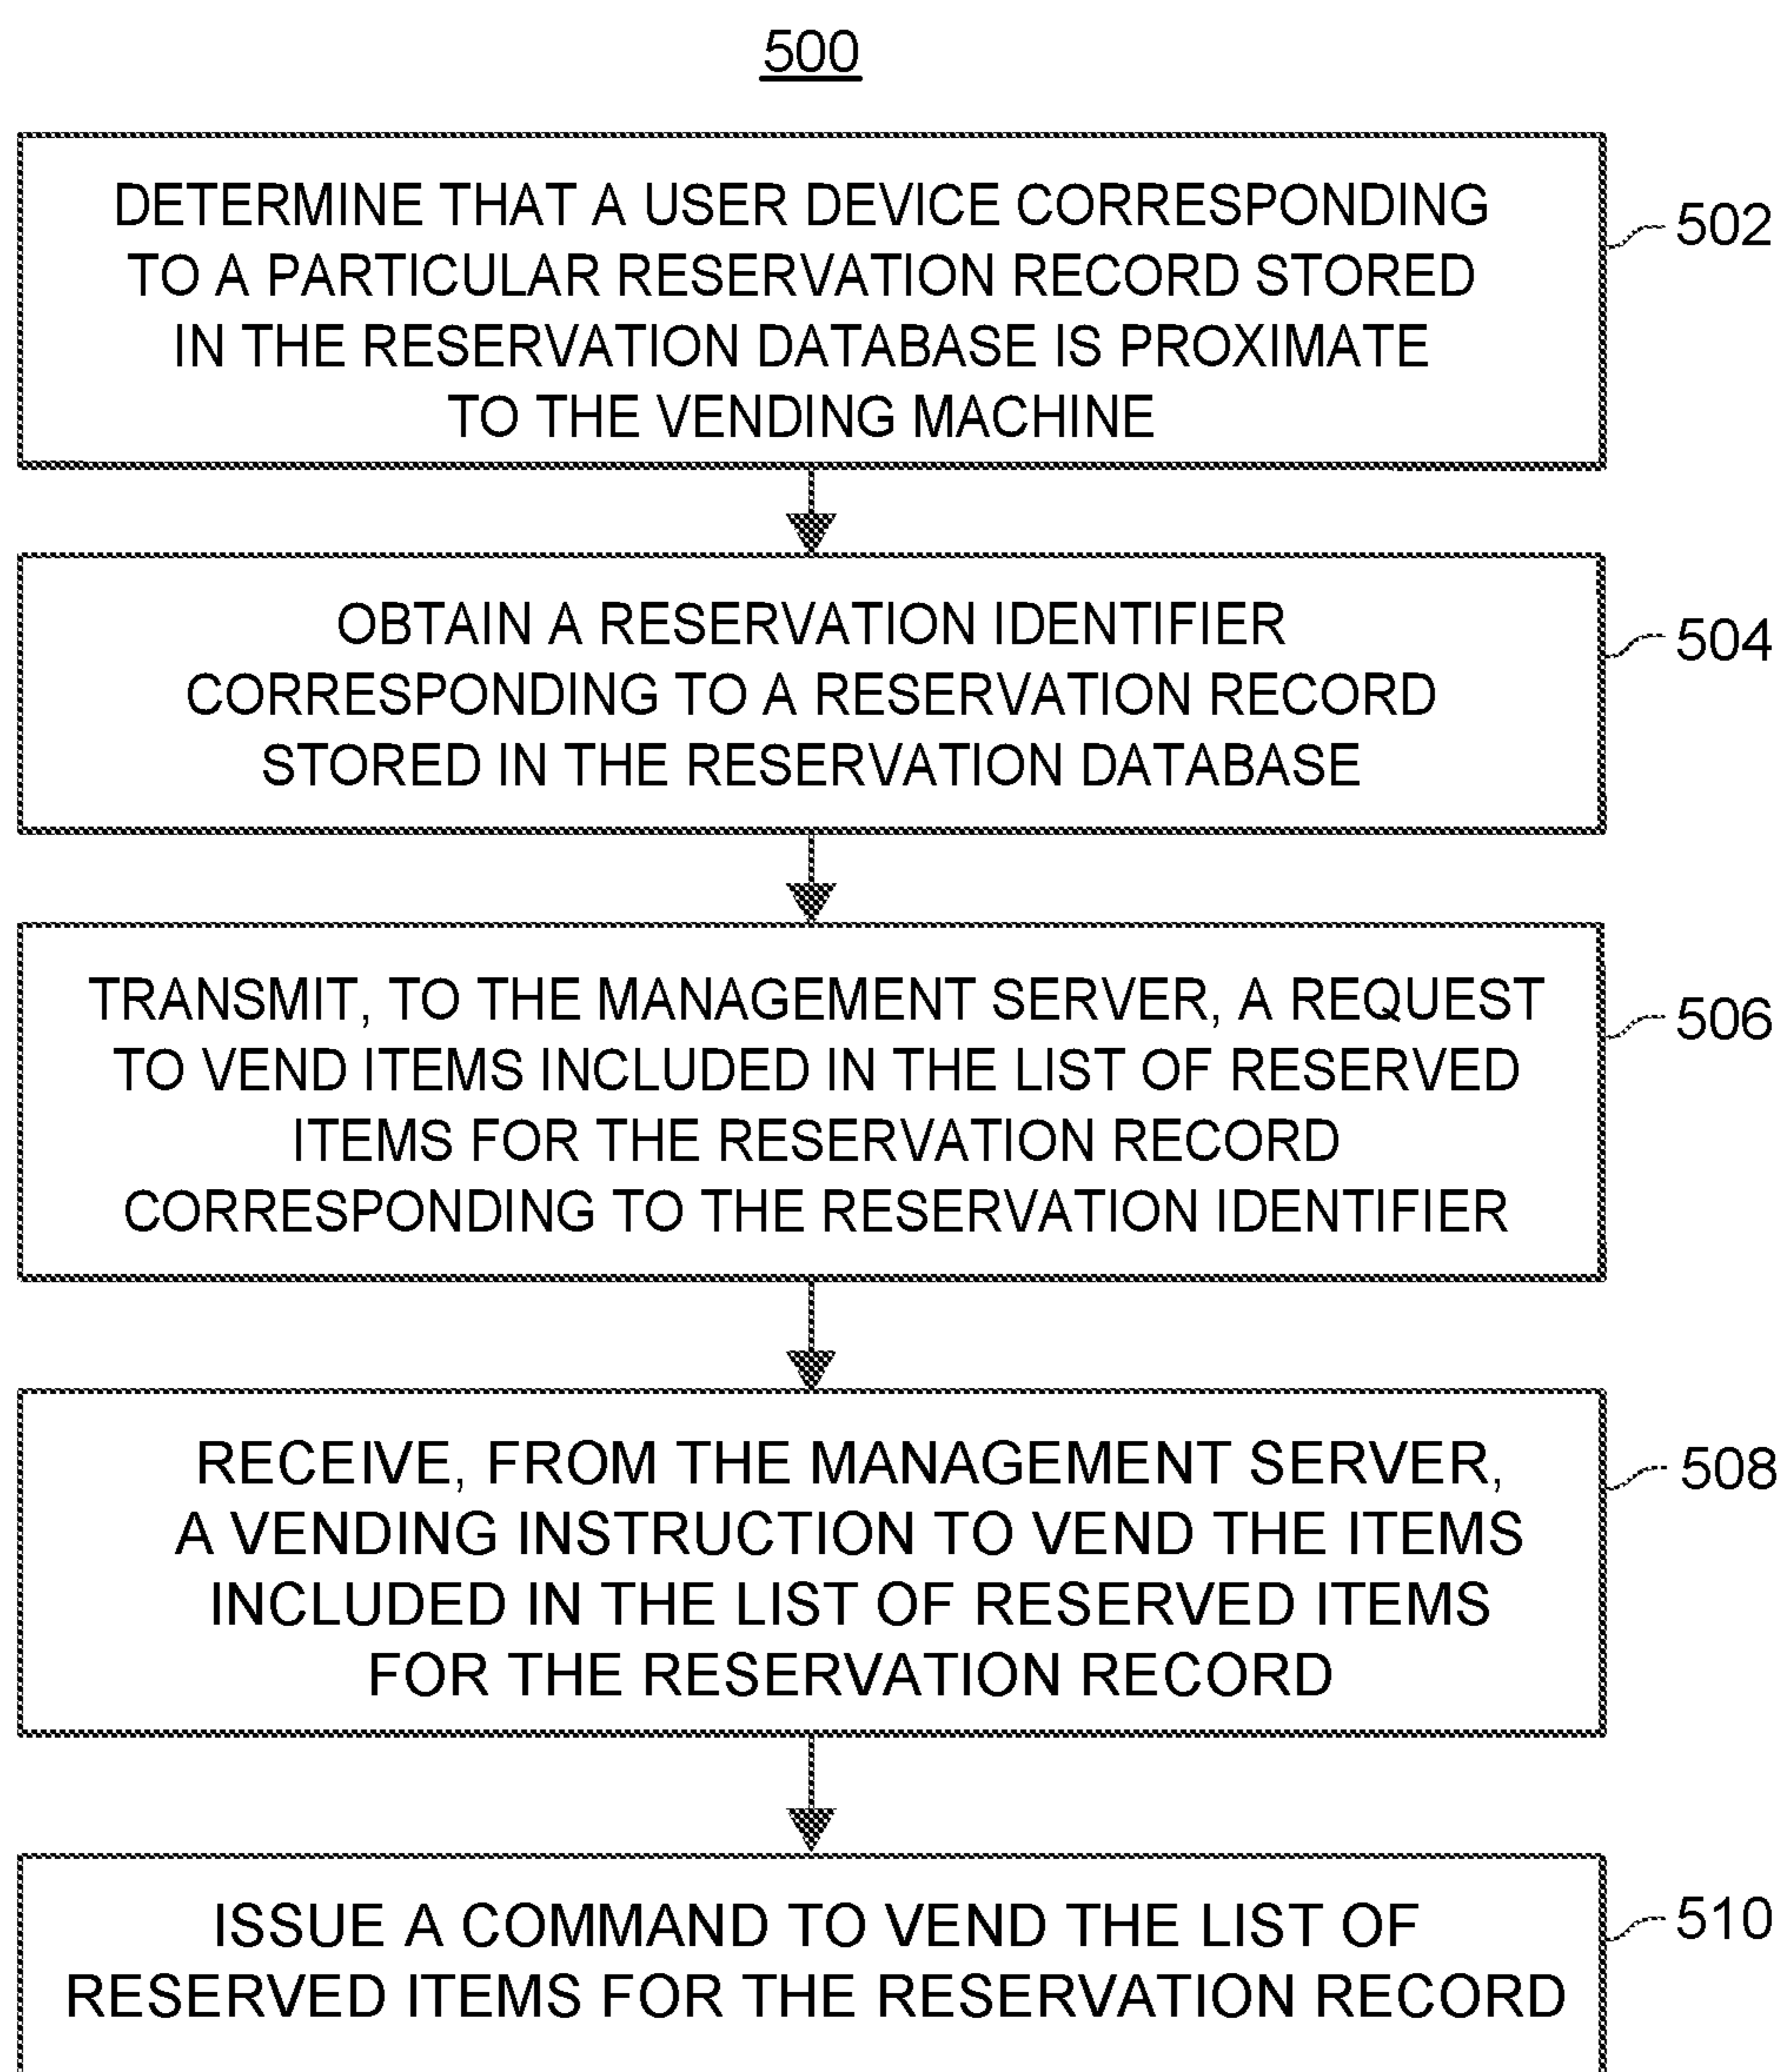 500
DETERMINE THAT A USER DEVICE CORRESPONDING
TO A PARTICULAR RESERVATION RECORD STORED
IN THE RESERVATION DATABASE IS PROXIMATE
TO THE VENDING MACHINE
502
OBTAIN A RESERVATION IDENTIFIER
CORRESPONDING TO A RESERVATION RECORD
STORED IN THE RESERVATION DATABASE
504
TRANSMIT, TO THE MANAGEMENT SERVER, A REQUEST
TO VEND ITEMS INCLUDED IN THE LIST OF RESERVED
ITEMS FOR THE RESERVATION RECORD
CORRESPONDING TO THE RESERVATION IDENTIFIER
506
RECEIVE, FROM THE MANAGEMENT SERVER,
A VENDING INSTRUCTION TO VEND THE ITEMS
INCLUDED IN THE LIST OF RESERVED ITEMS
FOR THE RESERVATION RECORD
508
ISSUE A COMMAND TO VEND THE LIST OF
RESERVED ITEMS FOR THE RESERVATION RECORD
510